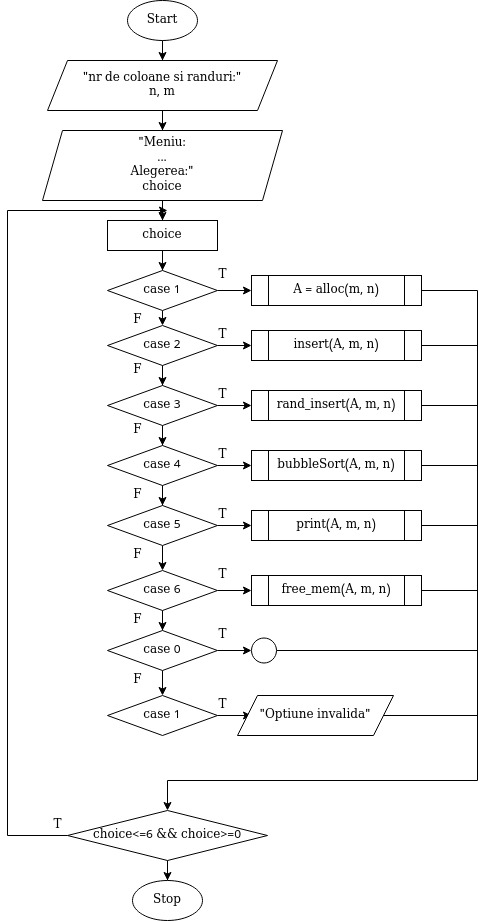 Start
"nr de coloane si randuri:"
n, m
"Meniu:
...
Alegerea:"
choice
choice
case 1
T
A = alloc(m, n)
F
case 2
T
insert(A, m, n)
F
case 3
T
rand_insert(A, m, n)
F
case 4
T
bubbleSort(A, m, n)
F
case 5
T
print(A, m, n)
F
case 6
T
free_mem(A, m, n)
F
case 0
T
F
case 1
T
"Optiune invalida"
T
choice<=6 && choice>=0
Stop